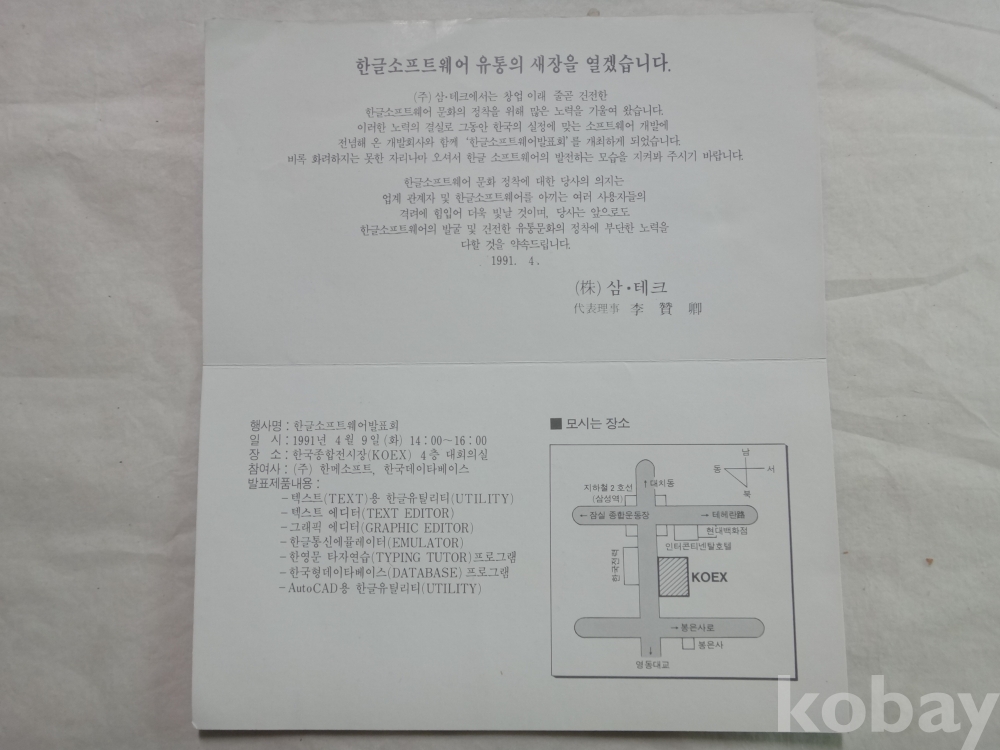 한글소프트웨어 유통의 새장을 열겠습니다.
(주) 삼·테크에서는 창업 이래 줄곧 건전한
한글소프트웨어 문화의 정착을 위해 많은 노력을 기울여 왔습니다.
이러한 노력의 결실로 그동안 한국의 실정에 맞는 소프트웨어 개발에
전념해 온 개발회사와 함께 '한글소프트웨어발표회'를 개최하게 되었습니다.
비록 화려하지는 못한 자리나마 오셔서 한글 소프트웨어의 발전하는 모습을 지켜봐 주시기 바랍니다.
한글소프트웨어 문화 정착에 대한 당사의 의지는
업계 관계자 및 한글소프트웨어를 아끼는 여러 사용자들의
격려에 힘입어 더욱 빛날 것이며, 당사는 앞으로도
한글소프트웨어의 발굴 및 건전한 유통문화의 정착에 부단한 노력을
다할 것을 약속드립니다.
1991. 4.
(株) 삼·테크
代表理事 李 贊 卿
행사명 : 한글소프트웨어발표회
일 시 : 1991년 4월 9일 (화) 14:00~16:00
장 소 : 한국종합전시장(KOEX) 4층 대회의실
참여사 : (주) 한메소프트, 한국데이타베이스
발표제품내용 :
-텍스트(TEXT)용 한글유틸리티(UTILITY)
-텍스트 에디터(TEXT EDITOR)
-그래픽 에디터(GRAPHIC EDITOR)
-한글통신에뮬레이터(EMULATOR)
-한영문 타자연습(TYPING TUTOR)프로그램
-한국형데이타베이스(DATABASE) 프로그램
-AutoCAD용 한글유틸리티(UTILITY)
■ 모시는 장소
남
동 서
북
지하철 2호선
(삼성역)
↑대치동
← 잠실 종합운동장
→ 테헤란路
현대백화점
인터콘티넨탈호텔
한국전력
KOEX
→봉은사로
봉은사
↓
영동대교
kobay